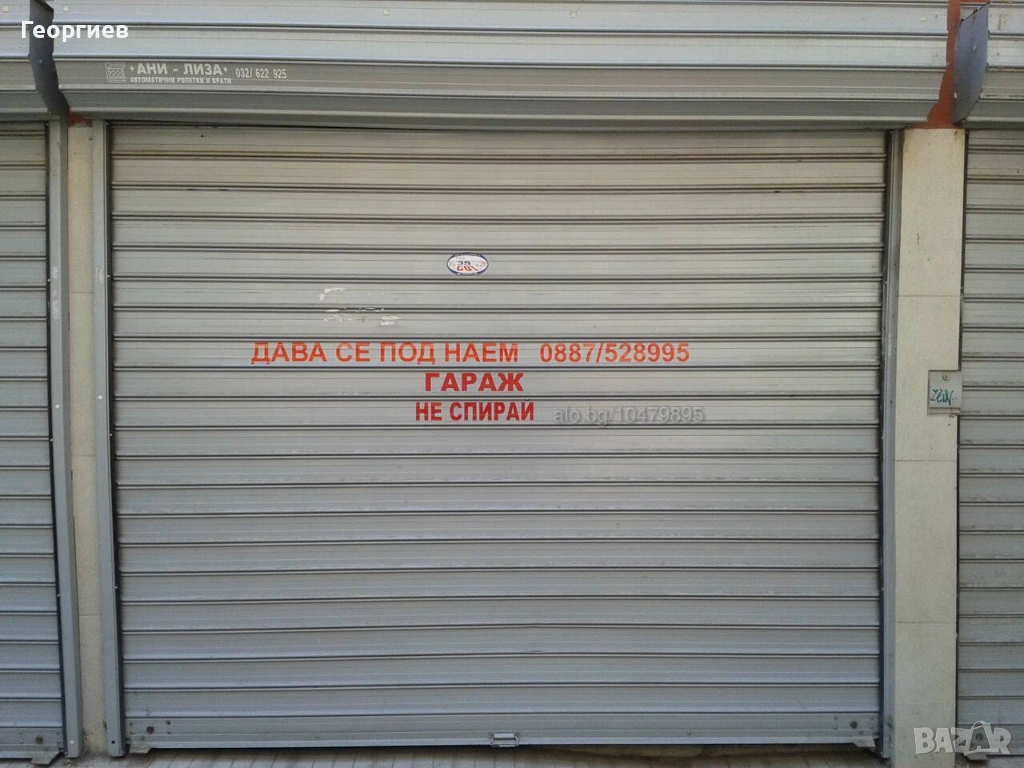 Георгиев
•АНИ - ЛИЗА• 032/ 622 925
АВТОМАТИЧНИ РОЛЕТКИ И ВРАТИ
ДАВА СЕ ПОД НАЕМ 0887/528995
ГАРАЖ
НЕ СПИРАЙ alo.bg/10479895
BAZAR